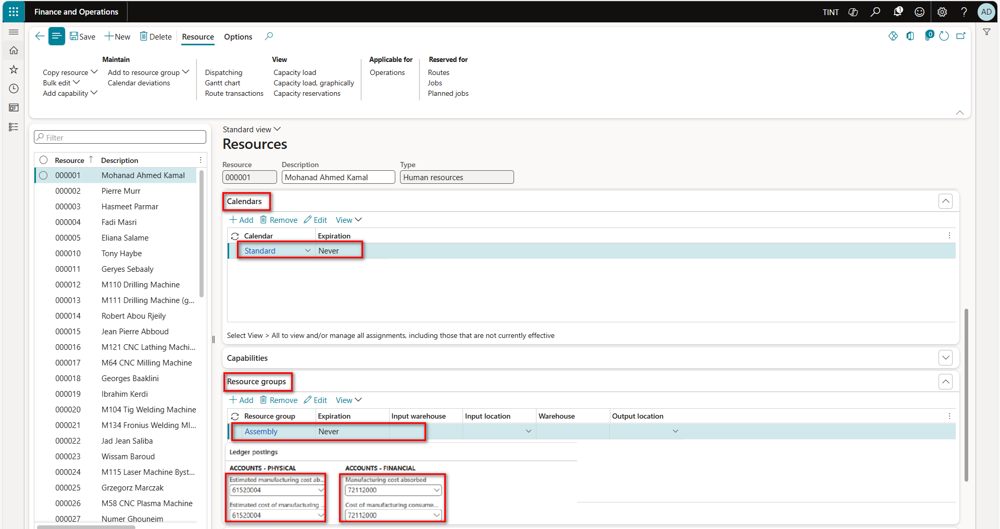 Finance and Operations
TINT
1
AD
Save
New
Delete
Resource
Options
0
Maintain
Copy resource
Add to resource group
Bulk edit
Calendar deviations
Add capability
Dispatching
Gantt chart
Route transactions
View
Capacity load
Capacity load, graphically
Capacity reservations
Applicable for
Operations
Reserved for
Routes
Jobs
Planned jobs
Filter
Resource Description
000001 Mohanad Ahmed Kamal
000002 Pierre Murr
000003 Hasmeet Parmar
000004 Fadi Masri
000005 Eliana Salame
000010 Tony Haybe
000011 Geryes Sebaaly
000012 M110 Drilling Machine
000013 M111 Drilling Machine (g...
000014 Robert Abou Rjeily
000015 Jean Pierre Abboud
000016 M121 CNC Lathing Machi...
000017 M64 CNC Milling Machine
000018 Georges Baaklini
000019 Ibrahim Kerdi
000020 M104 Tig Welding Machine
000021 M134 Fronius Welding MI...
000022 Jad Jean Saliba
000023 Wissam Baroud
000024 M115 Laser Machine Byst...
000025 Grzegorz Marczak
000026 M58 CNC Plasma Machine
000027 Numer Ghouneim
Standard view
Resources
Resource Description Type
000001 Mohanad Ahmed Kamal Human resources
Calendars
Add Remove Edit View
Calendar Expiration
Standard Never
Select View > All to view and/or manage all assignments, including those that are not currently effective
Capabilities
Resource groups
Add Remove Edit View
Resource group Expiration Input warehouse Input location Warehouse Output location
Assembly Never
Ledger postings
ACCOUNTS - PHYSICAL ACCOUNTS - FINANCIAL
Estimated manufacturing cost ab... Manufacturing cost absorbed
61520004 72112000
Estimated cost of manufacturing ... Cost of manufacturing consume...
61520004 72112000